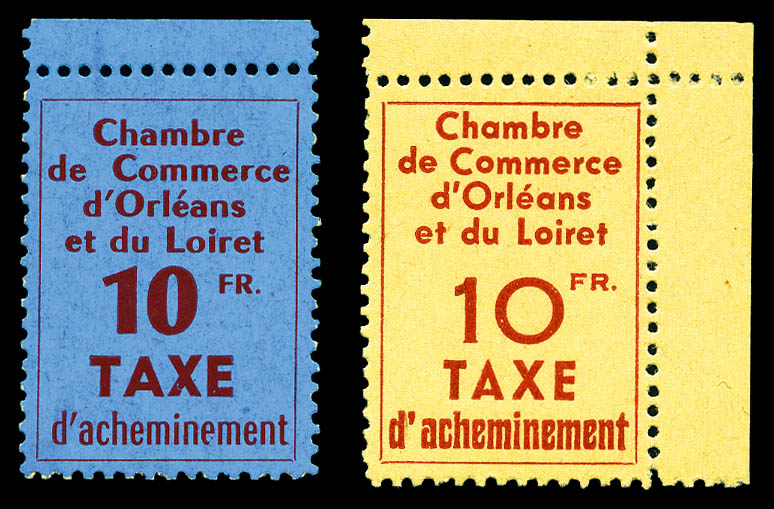 Chambre
de Commerce
d'Orléans
et du Loiret
10 FR.
TAXE
d'acheminement
Chambre
de Commerce
d'Orléans
et du Loiret
10 FR.
TAXE
d'acheminement